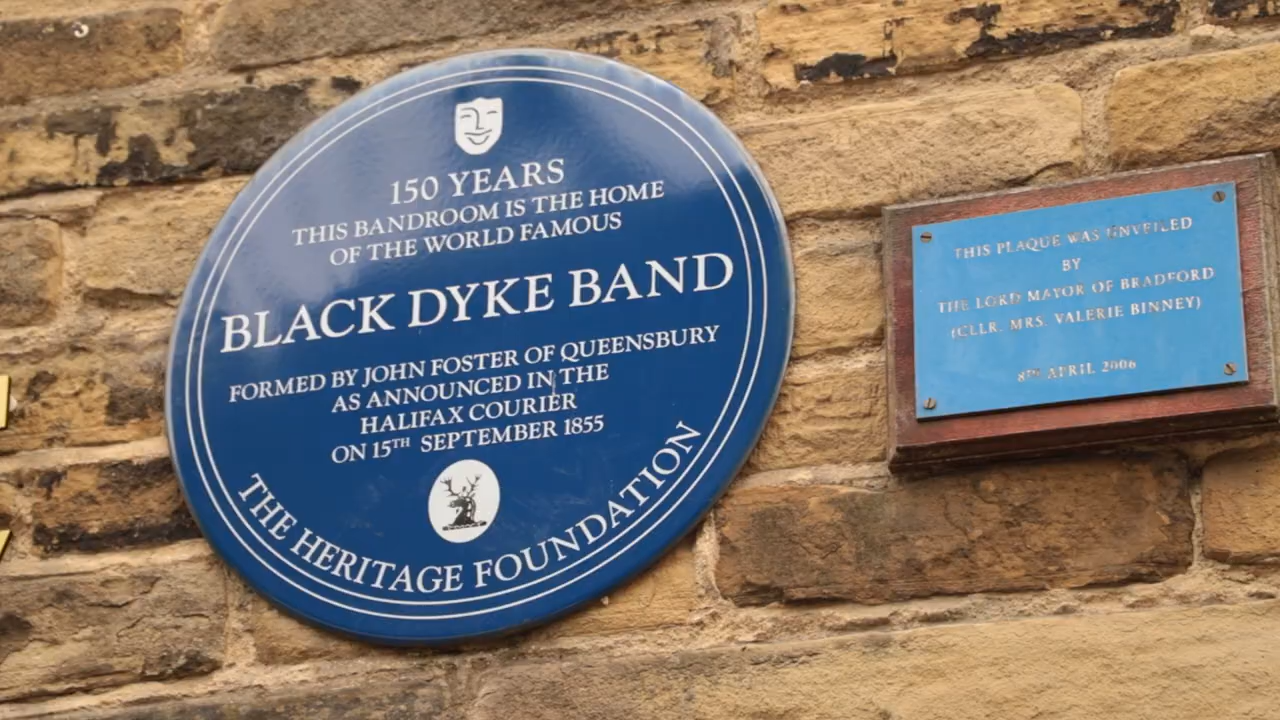 150 YEARS
THIS BANDROOM IS THE HOME
OF THE WORLD FAMOUS
BLACK DYKE BAND
FORMED BY JOHN FOSTER OF QUEENSBURY
AS ANNOUNCED IN THE
HALIFAX COURIER
ON 15TH SEPTEMBER 1855
THE HERITAGE FOUNDATION
THIS PLAQUE WAS UNVEILED
BY
THE LORD MAYOR OF BRADFORD
(CLLR. MRS. VALERIE BINNEY)
8TH APRIL 2006